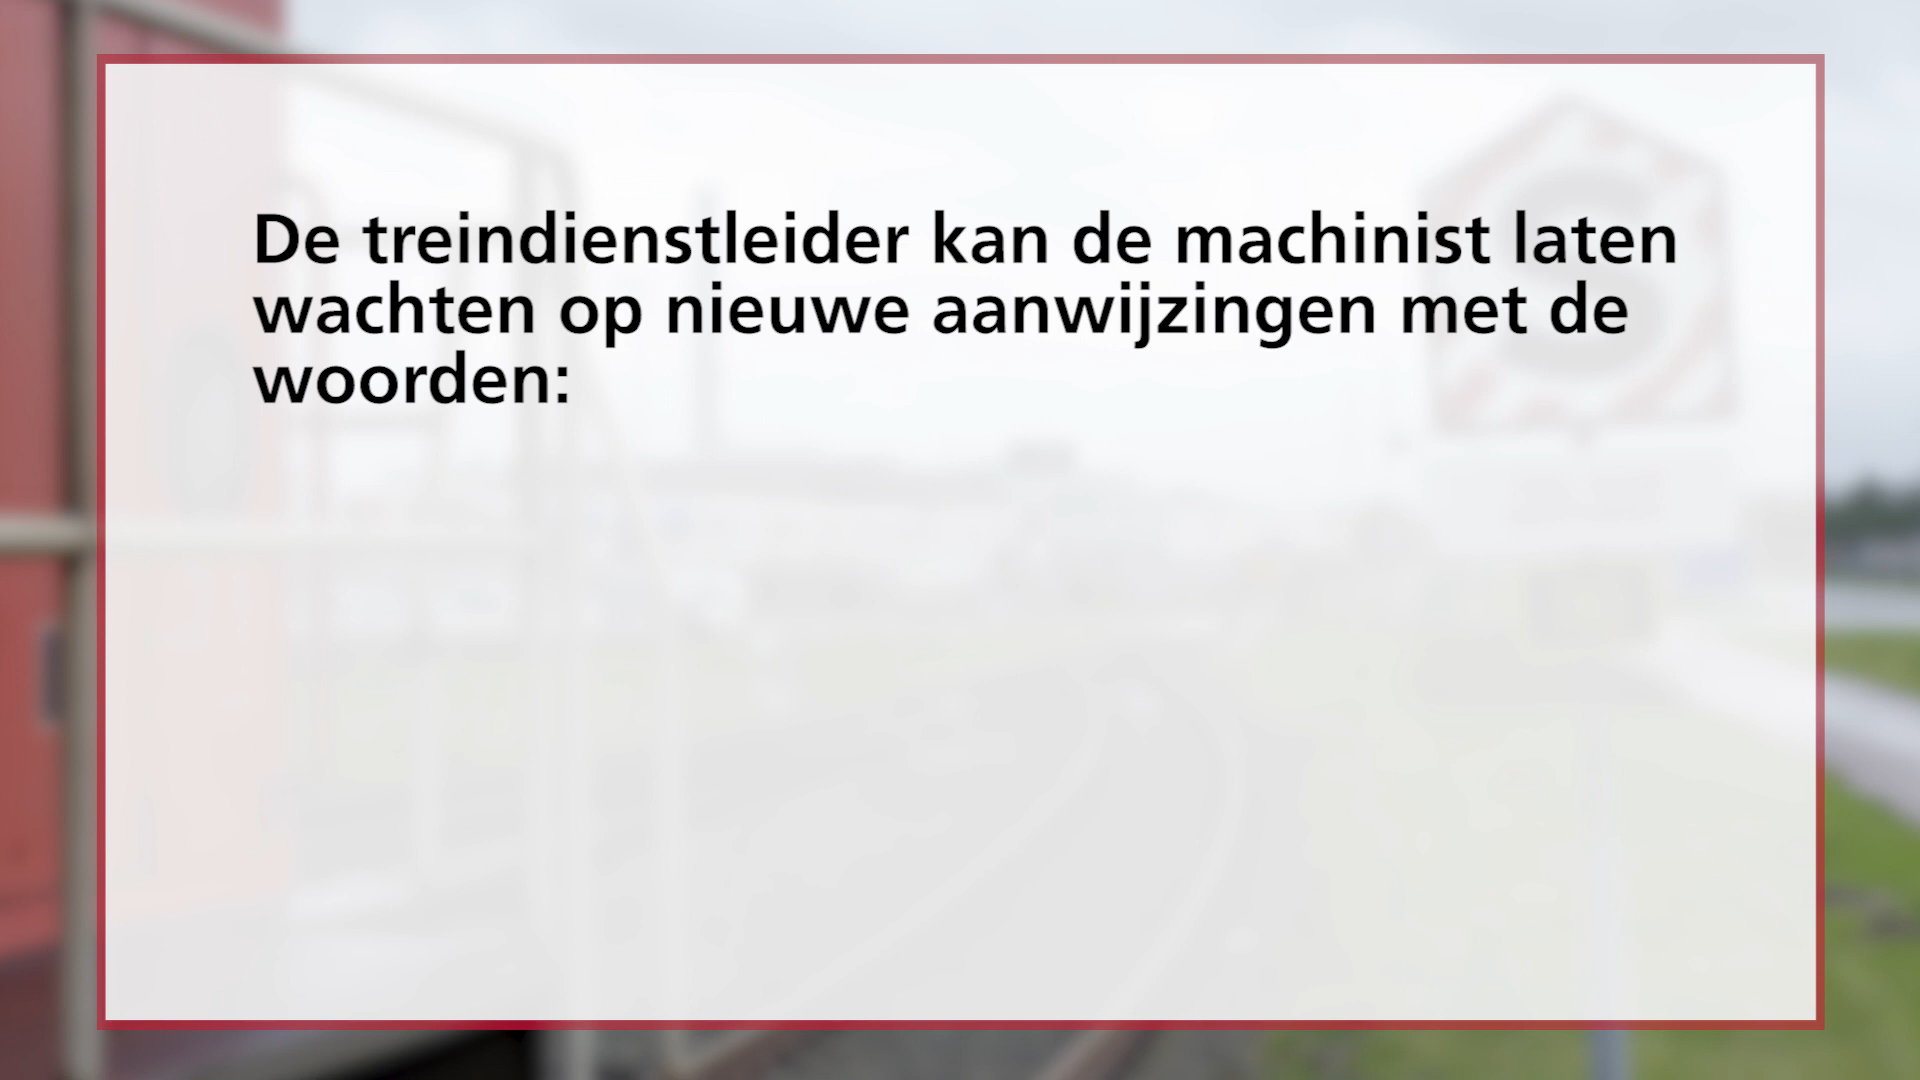 De treindienstleider kan de machinist laten
wachten op nieuwe aanwijzingen met de
woorden: